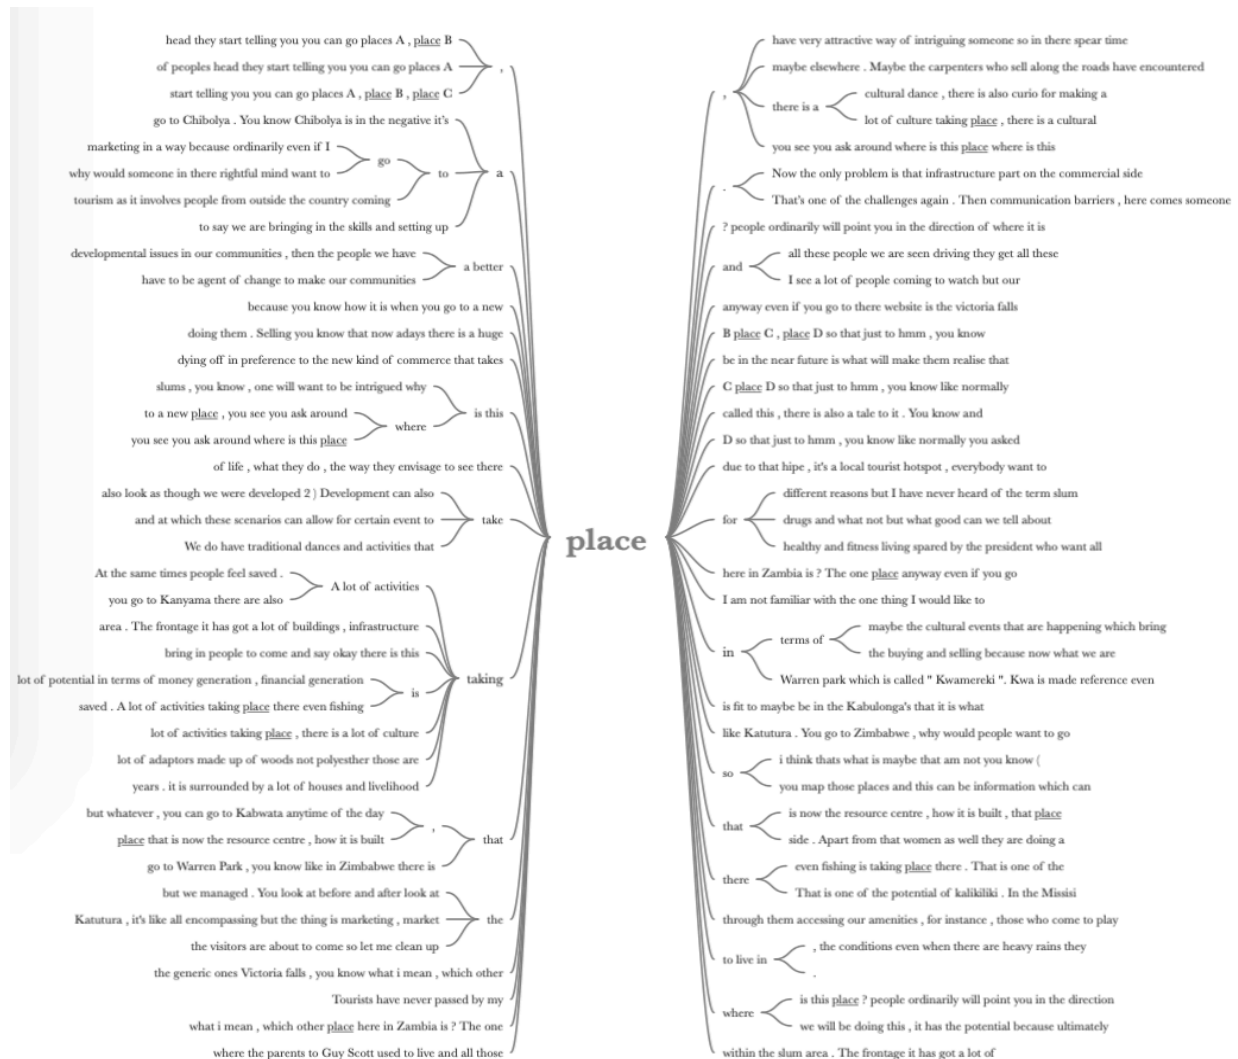 head they start telling you you can go places A , place B
of peoples head they start telling you you can go places A
,
start telling you you can go places A , place B , place C
go to Chibolya . You know Chibolya is in the negative it's
marketing in a way because ordinarily even if I
go
why would someone in there rightful mind want to
to
a
tourism as it involves people from outside the country coming
to say we are bringing in the skills and setting up
developmental issues in our communities , then the people we have
a better
have to be agent of change to make our communities
because you know how it is when you go to a new
doing them . Selling you know that now adays there is a huge
dying off in preference to the new kind of commerce that takes
slums , you know , one will want to be intrigued why
is this
to a new place , you see you ask around
where
you see you ask around where is this place
of life , what they do , the way they envisage to see there
also look as though we were developed 2 ) Development can also
and at which these scenarios can allow for certain event to
take
We do have traditional dances and activities that
At the same times people feel saved .
A lot of activities
you go to Kanyama there are also
area . The frontage it has got a lot of buildings , infrastructure
bring in people to come and say okay there is this
taking
lot of potential in terms of money generation , financial generation
is
saved . A lot of activities taking place there even fishing
lot of activities taking place , there is a lot of culture
lot of adaptors made up of woods not polyesther those are
years . it is surrounded by a lot of houses and livelihood
but whatever , you can go to Kabwata anytime of the day
,
that
place that is now the resource centre , how it is built
go to Warren Park , you know like in Zimbabwe there is
but we managed . You look at before and after look at
Katutura , it's like all encompassing but the thing is marketing , market
the
the visitors are about to come so let me clean up
the generic ones Victoria falls , you know what i mean , which other
Tourists have never passed by my
what i mean , which other place here in Zambia is ? The one
where the parents to Guy Scott used to live and all those
place
have very attractive way of intriguing someone so in there spear time
maybe elsewhere . Maybe the carpenters who sell along the roads have encountered
,
there is a
cultural dance , there is also curio for making a
lot of culture taking place , there is a cultural
you see you ask around where is this place where is this
.
Now the only problem is that infrastructure part on the commercial side
That's one of the challenges again . Then communication barriers , here comes someone
? people ordinarily will point you in the direction of where it is
and
all these people we are seen driving they get all these
I see a lot of people coming to watch but our
anyway even if you go to there website is the victoria falls
B place C , place D so that just to hmm , you know
be in the near future is what will make them realise that
C place D so that just to hmm , you know like normally
called this , there is also a tale to it . You know and
D so that just to hmm , you know like normally you asked
due to that hipe , it's a local tourist hotspot , everybody want to
for
different reasons but I have never heard of the term slum
drugs and what not but what good can we tell about
healthy and fitness living spared by the president who want all
here in Zambia is ? The one place anyway even if you go
I am not familiar with the one thing I would like to
in
terms of
maybe the cultural events that are happening which bring
the buying and selling because now what we are
Warren park which is called " Kwamereki ". Kwa is made reference even
is fit to maybe be in the Kabulonga's that it is what
like Katutura . You go to Zimbabwe , why would people want to go
so
i think thats what is maybe that am not you know (
you map those places and this can be information which can
that
is now the resource centre , how it is built , that place
side . Apart from that women as well they are doing a
there
even fishing is taking place there . That is one of the
That is one of the potential of kalikiliki . In the Missisi
through them accessing our amenities , for instance , those who come to play
to live in
, the conditions even when there are heavy rains they
.
where
is this place ? people ordinarily will point you in the direction
we will be doing this , it has the potential because ultimately
within the slum area . The frontage it has got a lot of